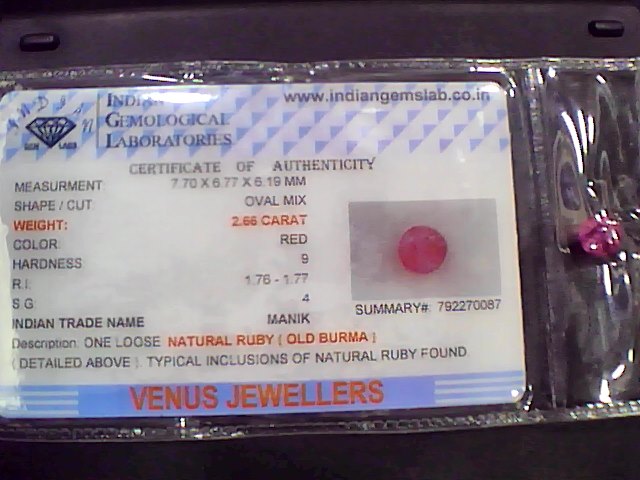 INDIAN
GEM LABS
INDIAN
GEMOLOGICAL
LABORATORIES
www.indiangemslab.co.in
CERTIFICATE OF AUTHENTICITY
MEASURMENT 7.70 X 6.77 X 6.19 MM
SHAPE / CUT OVAL MIX
WEIGHT: 2.66 CARAT
COLOR RED
HARDNESS 9
R.I. 1.76 - 1.77
S.G 4
INDIAN TRADE NAME MANIK
SUMMARY# 792270087
Description: ONE LOOSE NATURAL RUBY ( OLD BURMA )
( DETAILED ABOVE ). TYPICAL INCLUSIONS OF NATURAL RUBY FOUND
VENUS JEWELLERS